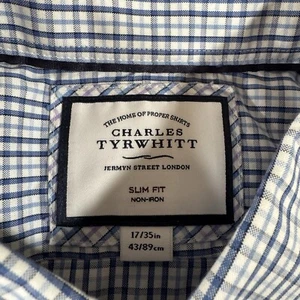 THE HOME OF PROPER SHIRTS
CHARLES
TYRWHITT
JERMYN STREET LONDON
SLIM FIT
NON-IRON
17/35in
43/89cm